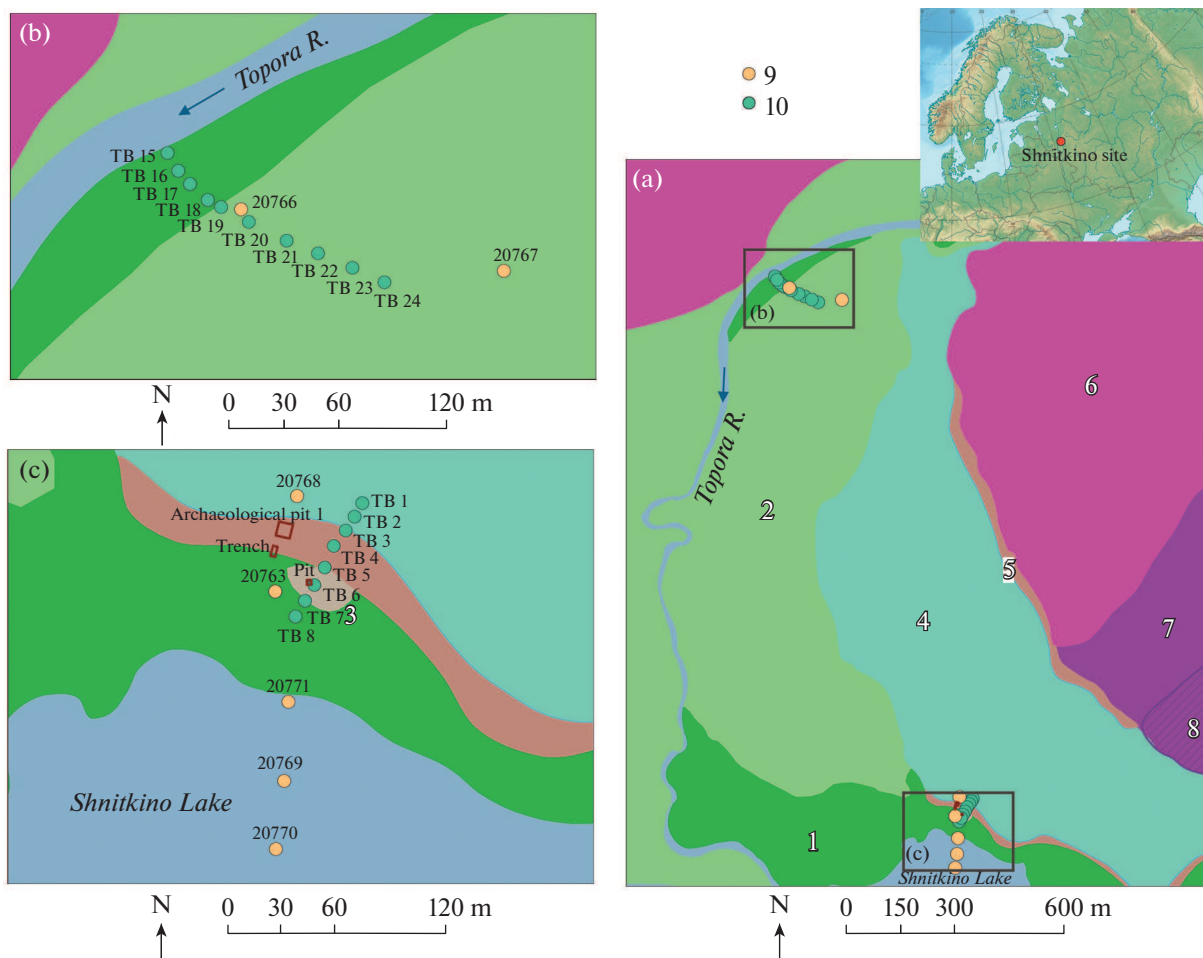 (b)
Topora R.
TB 15
TB 16
TB 17
TB 18
TB 19
20766
TB 20
TB 21
TB 22
TB 23
TB 24
20767
N
0 30 60 120 m
(c)
20768
TB 1
TB 2
TB 3
TB 4
TB 5
TB 6
TB 7
TB 8
Archaeological pit 1
Trench
Pit
20763
3
20771
20769
20770
Shnitkino Lake
N
0 30 60 120 m
9
10
Shnitkino site
(a)
(b)
Topora R.
2
6
5
4
7
8
1
(c)
Shnitkino Lake
N
0 150 300 600 m